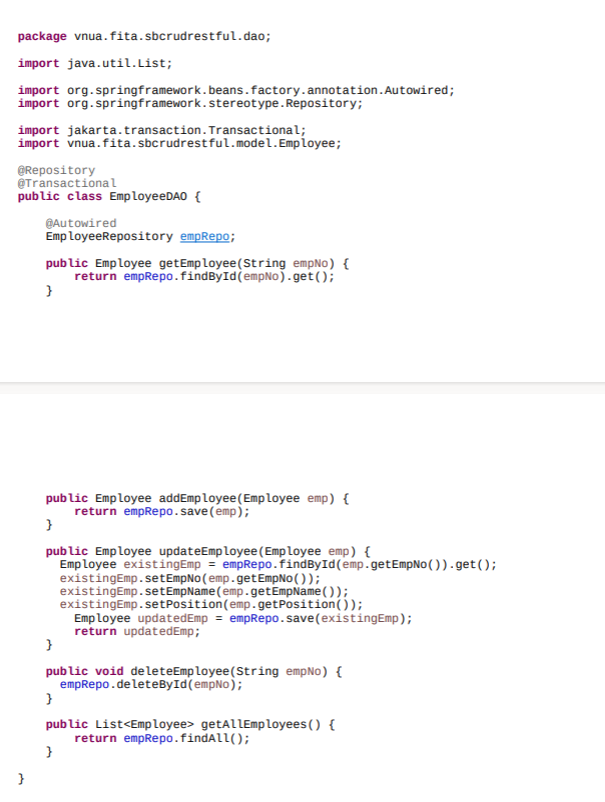 package vnua.fita.sbcrudrestful.dao;
import java.util.List;
import org.springframework.beans.factory.annotation.Autowired;
import org.springframework.stereotype.Repository;
import jakarta.transaction.Transactional;
import vnua.fita.sbcrudrestful.model.Employee;
@Repository
@Transactional
public class EmployeeDAO {
@Autowired
EmployeeRepository empRepo;
public Employee getEmployee(String empNo) {
return empRepo.findById(empNo).get();
}
public Employee addEmployee(Employee emp) {
return empRepo.save(emp);
}
public Employee updateEmployee(Employee emp) {
Employee existingEmp = empRepo.findById(emp.getEmpNo()).get();
existingEmp.setEmpNo(emp.getEmpNo());
existingEmp.setEmpName(emp.getEmpName());
existingEmp.setPosition(emp.getPosition());
Employee updatedEmp = empRepo.save(existingEmp);
return updatedEmp;
}
public void deleteEmployee(String empNo) {
empRepo.deleteById(empNo);
}
public List<Employee> getAllEmployees() {
return empRepo.findAll();
}
}